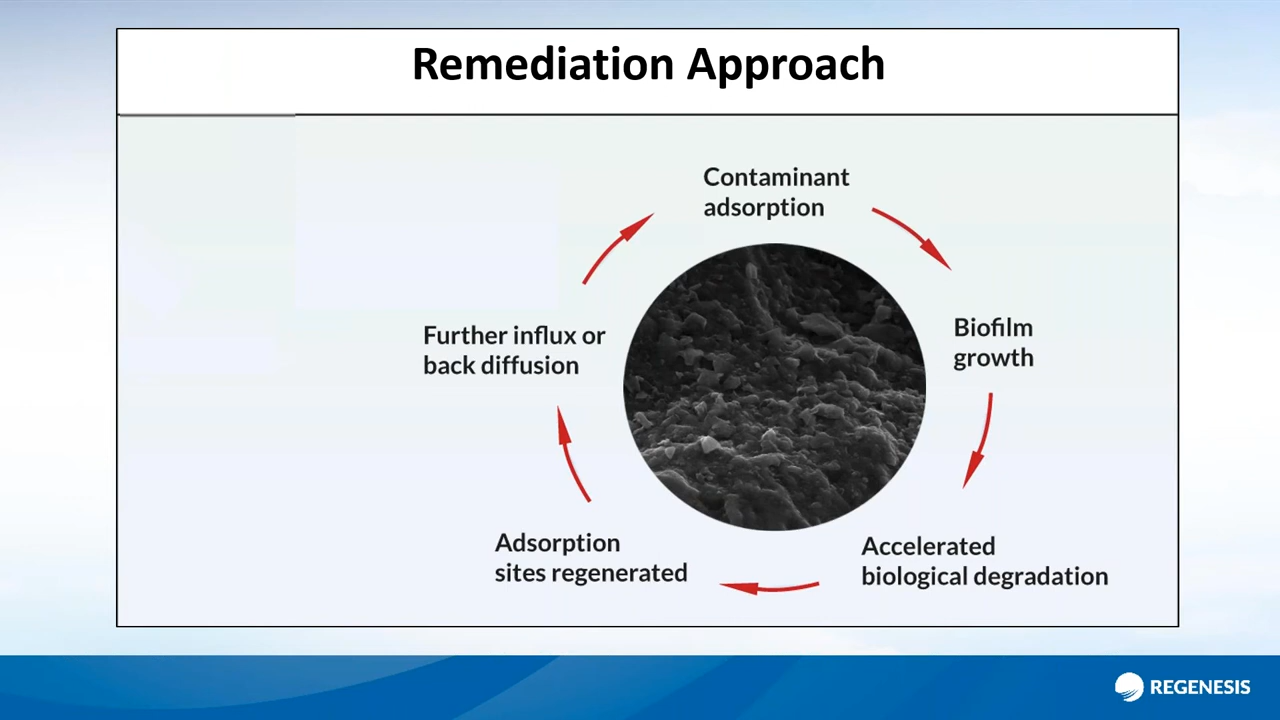 Remediation Approach
Contaminant
adsorption
Biofilm
growth
Accelerated
biological degradation
Adsorption
sites regenerated
Further influx or
back diffusion
REGENESIS